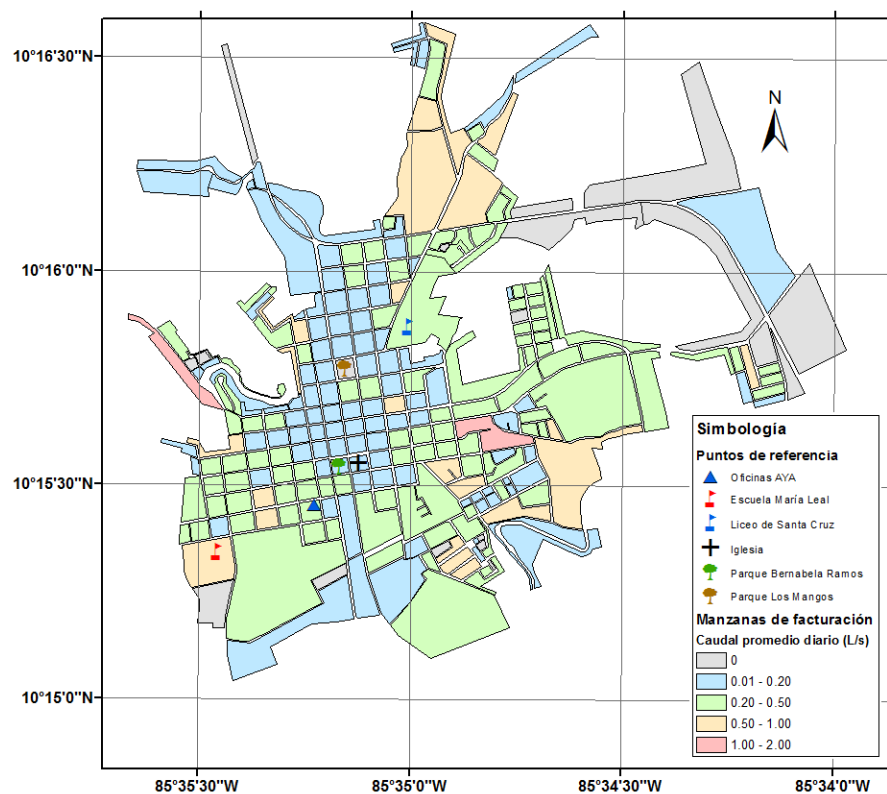 10°16'30"N
10°16'0"N
10°15'30"N
10°15'0"N
85°35'30"W
85°35'0"W
85°34'30"W
85°34'0"W
N
Simbología
Puntos de referencia
Oficinas AYA
Escuela María Leal
Liceo de Santa Cruz
Iglesia
Parque Bernabela Ramos
Parque Los Mangos
Manzanas de facturación
Caudal promedio diario (L/s)
0
0.01 - 0.20
0.20 - 0.50
0.50 - 1.00
1.00 - 2.00